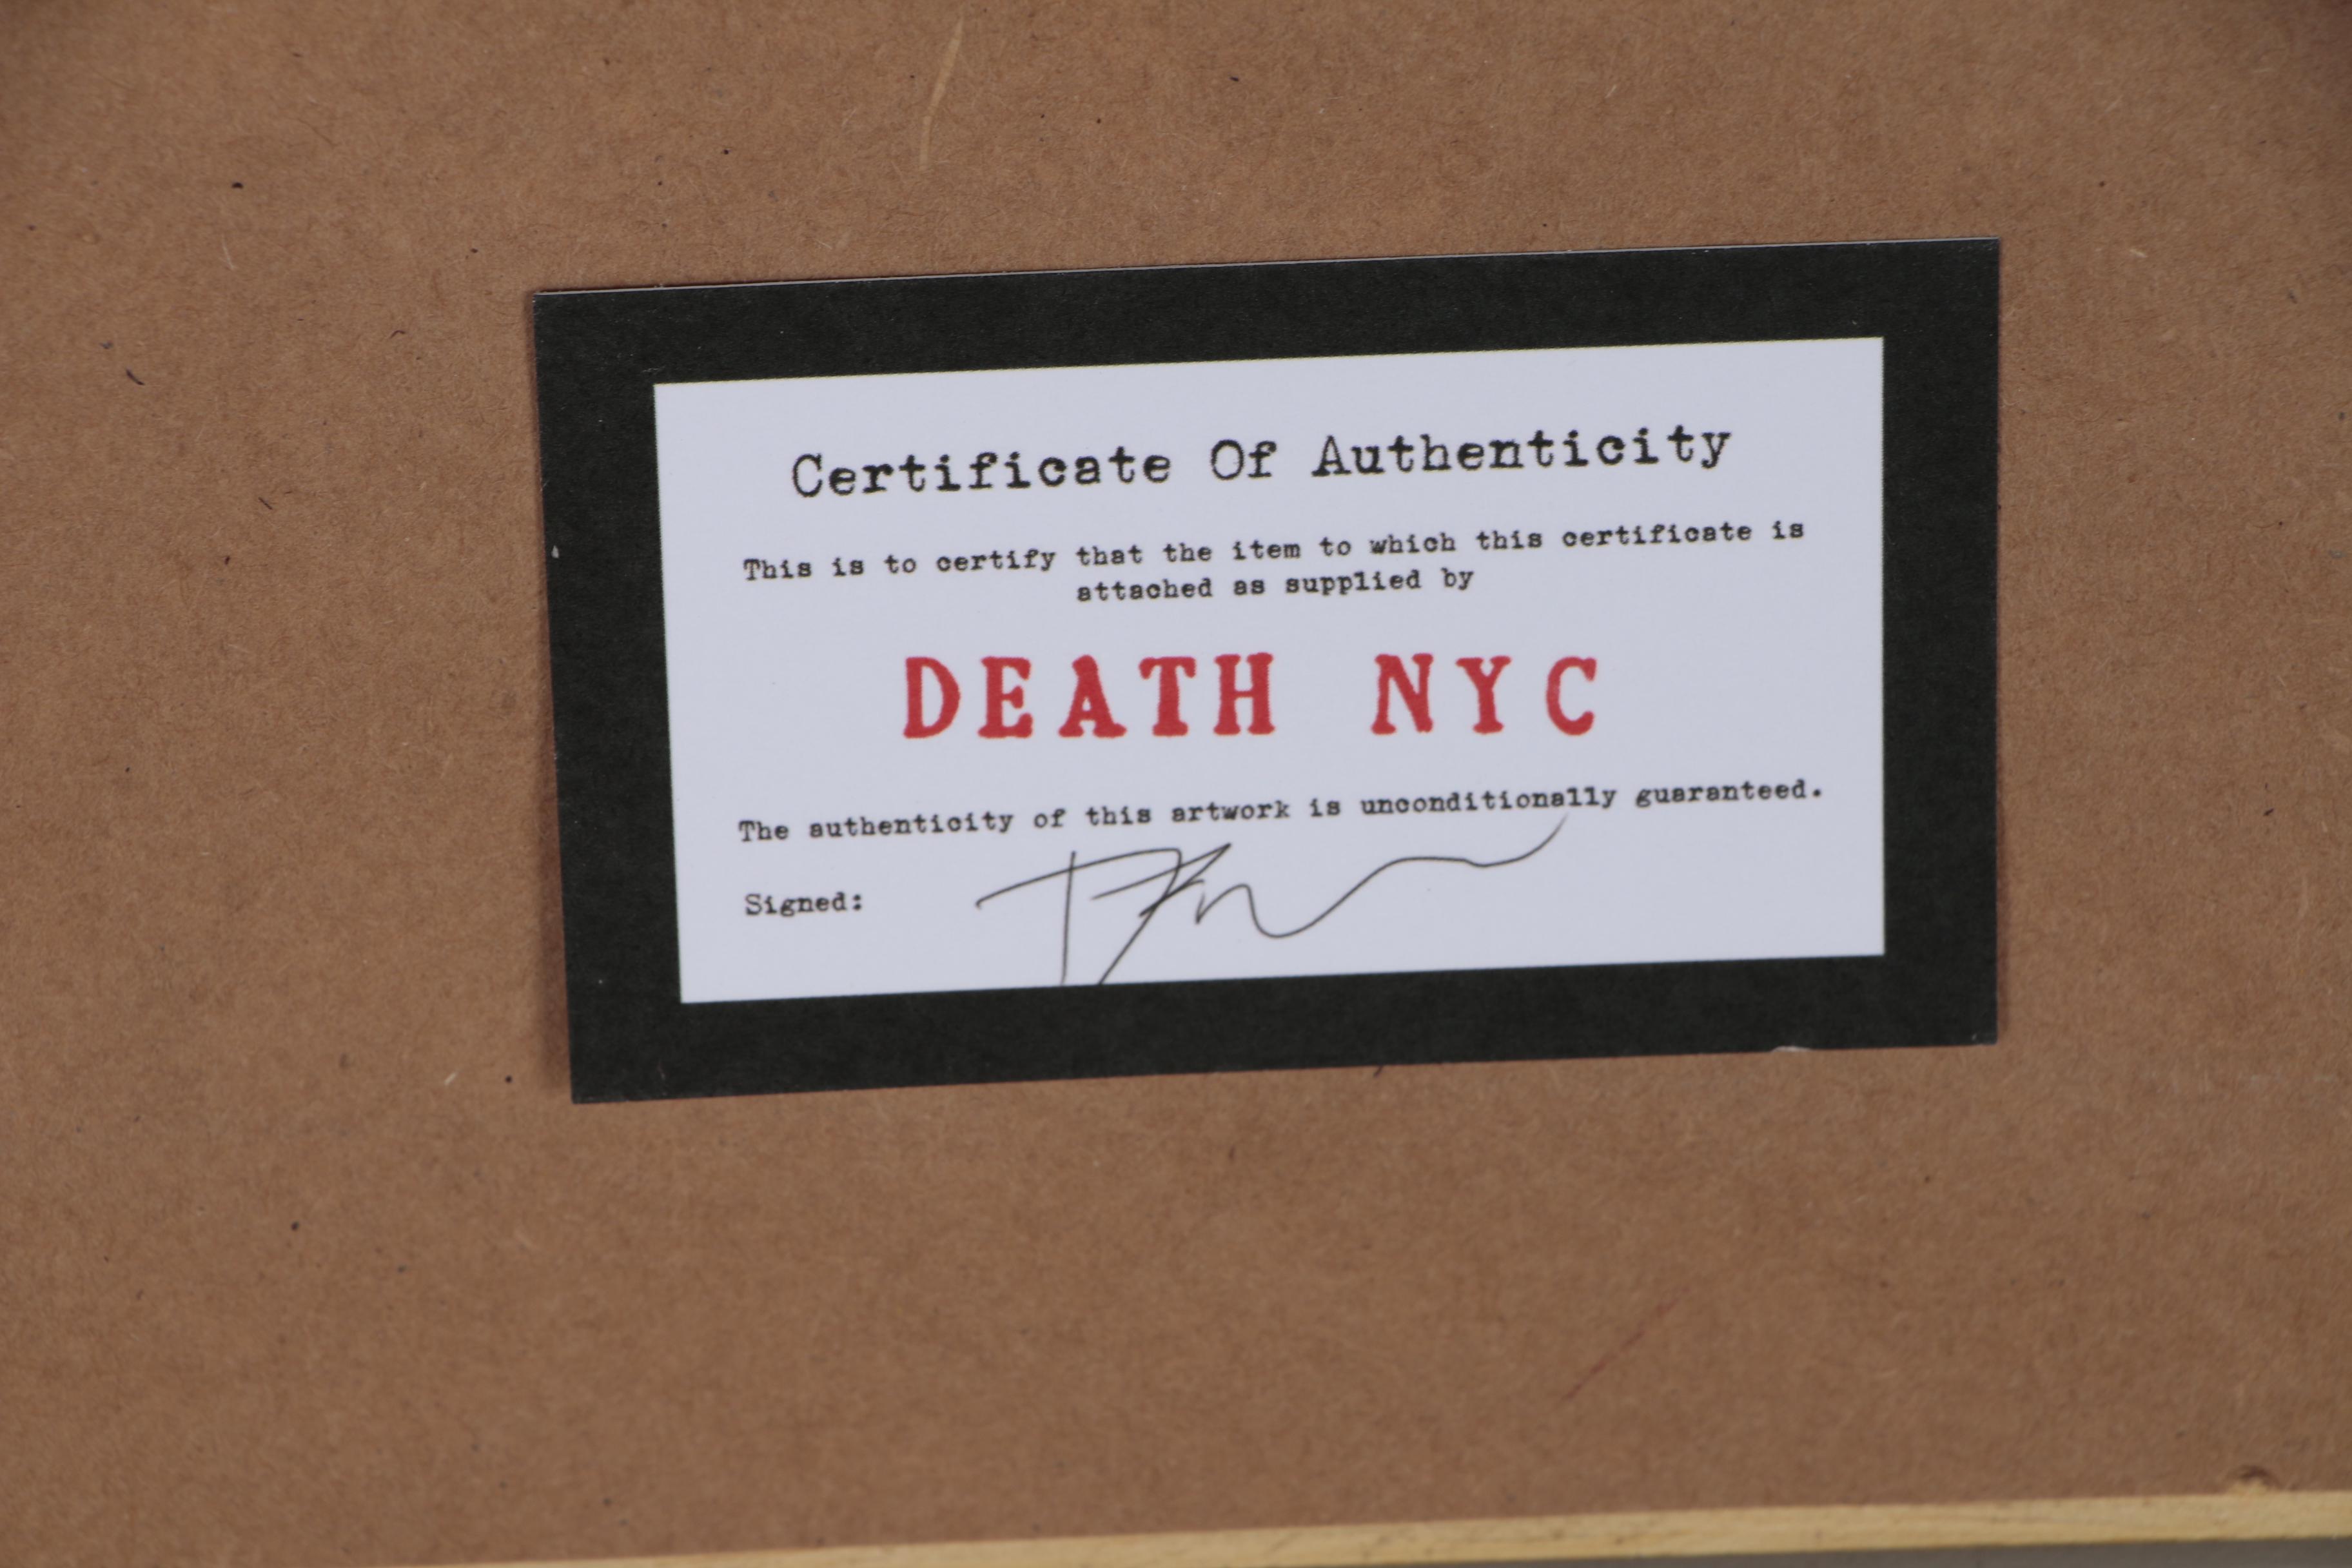 Certificate Of Authenticity
This is to certify that the item to which this certificate is
attached as supplied by
DEATH NYC
The authenticity of this artwork is unconditionally guaranteed.
Signed: